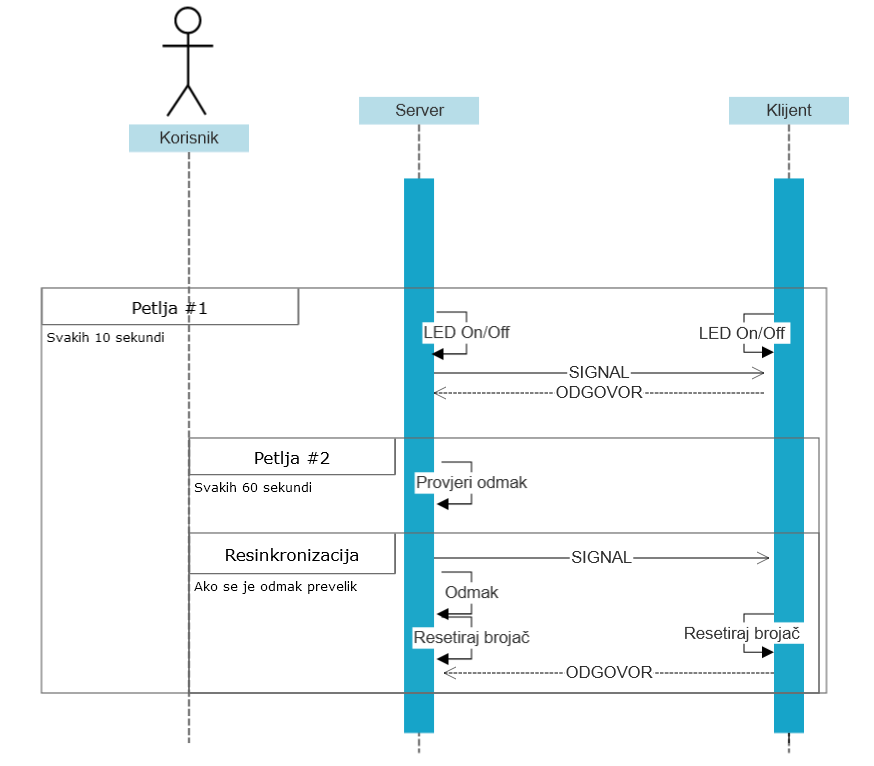 Korisnik
Server
Klijent
Petlja #1
Svakih 10 sekundi
LED On/Off
LED On/Off
SIGNAL
ODGOVOR
Petlja #2
Svakih 60 sekundi
Provjeri odmak
Resinkronizacija
Ako se je odmak prevelik
SIGNAL
Odmak
Resetiraj brojač
Resetiraj brojač
ODGOVOR